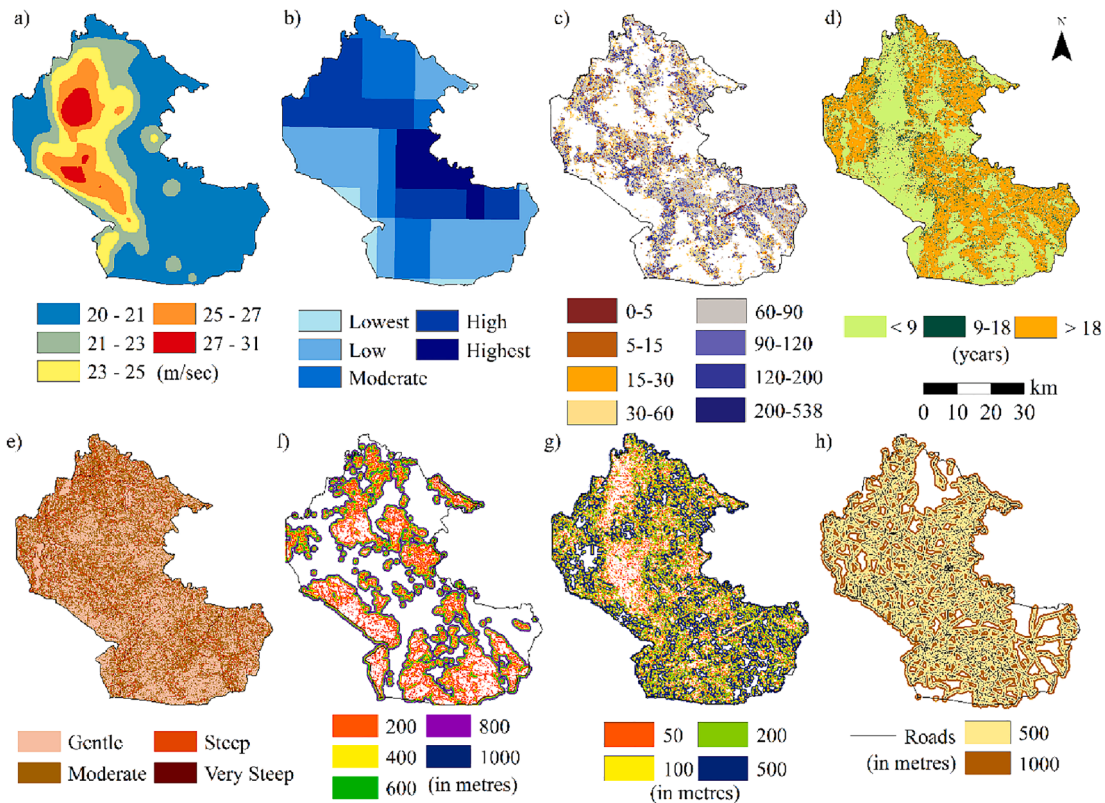 a)
b)
c)
d)
N
20 - 21
25 - 27
21 - 23
27 - 31
23 - 25
(m/sec)
Lowest
High
Low
Highest
Moderate
0-5
60-90
5-15
90-120
15-30
120-200
30-60
200-538
< 9
9-18
> 18
(years)
km
0 10 20 30
e)
f)
g)
h)
Gentle
Steep
Moderate
Very Steep
200
800
400
1000
600
(in metres)
50
200
100
500
(in metres)
Roads
500
(in metres)
1000